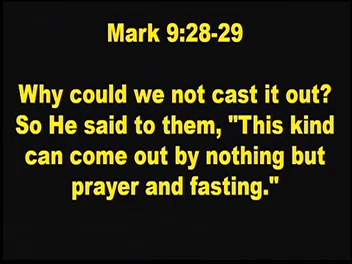 Mark 9:28-29
Why could we not cast it out?
So He said to them, "This kind
can come out by nothing but
prayer and fasting."